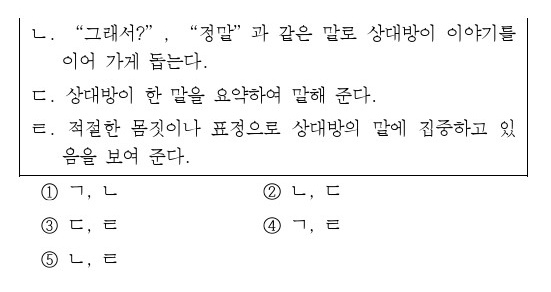 ㄴ. “그래서?”, “정말”과 같은 말로 상대방이 이야기를
이어 가게 돕는다.
ㄷ. 상대방이 한 말을 요약하여 말해 준다.
ㄹ. 적절한 몸짓이나 표정으로 상대방의 말에 집중하고 있
음을 보여 준다.
① ㄱ, ㄴ ② ㄴ, ㄷ
③ ㄷ, ㄹ ④ ㄱ, ㄹ
⑤ ㄴ, ㄹ